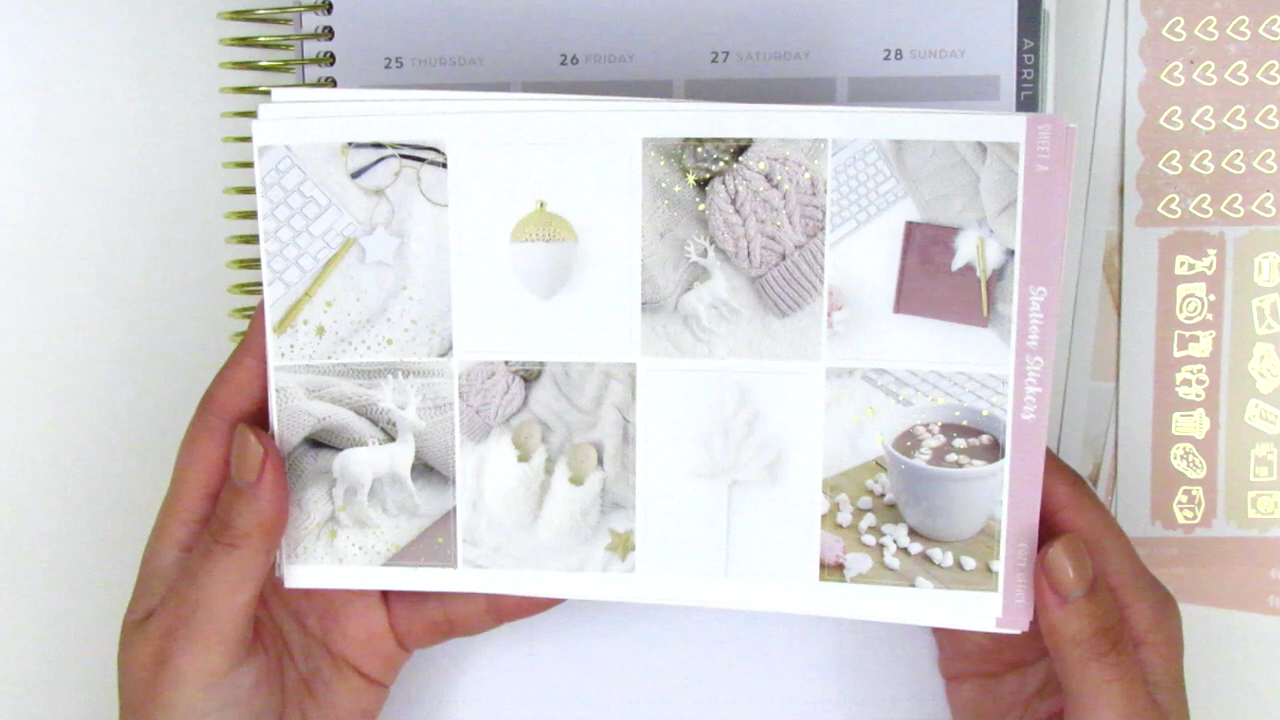 25 THURSDAY
26 FRIDAY
27 SATURDAY
28 SUNDAY
APRIL
SHEET A
Station Stickers